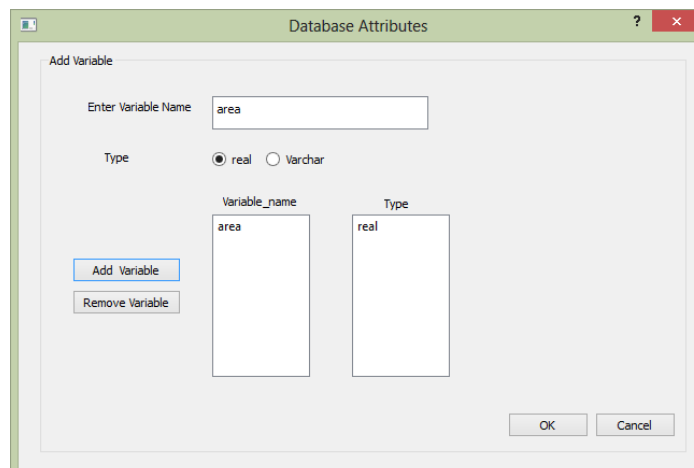 Database Attributes ? ×
Add Variable
Enter Variable Name area
Type real Varchar
Variable_name Type
area real
Add Variable
Remove Variable
OK Cancel